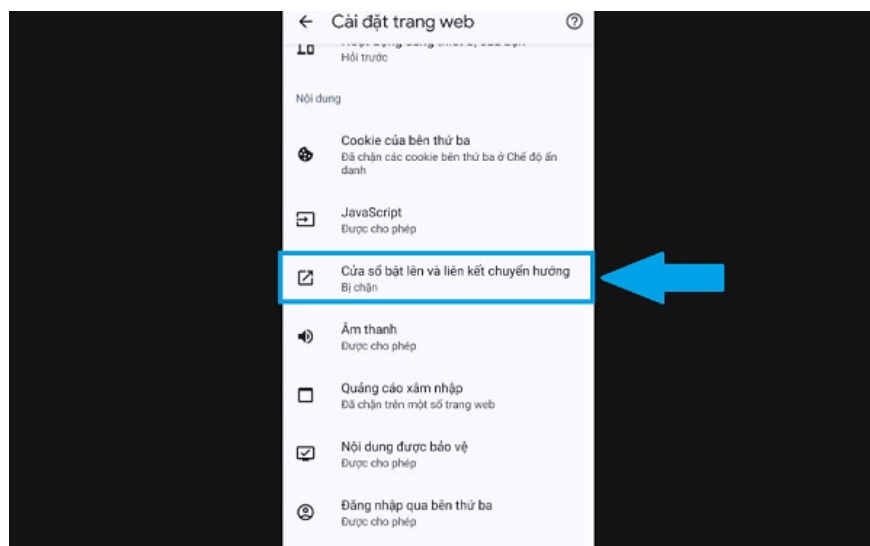 Cài đặt trang web
Hỏi trước
Nội dung
Cookie của bên thứ ba
Đã chặn các cookie bên thứ ba ở Chế độ ẩn
danh
JavaScript
Được cho phép
Cửa sổ bật lên và liên kết chuyển hướng
Bị chặn
Âm thanh
Được cho phép
Quảng cáo xâm nhập
Đã chặn trên một số trang web
Nội dung được bảo vệ
Được cho phép
Đăng nhập qua bên thứ ba
Được cho phép